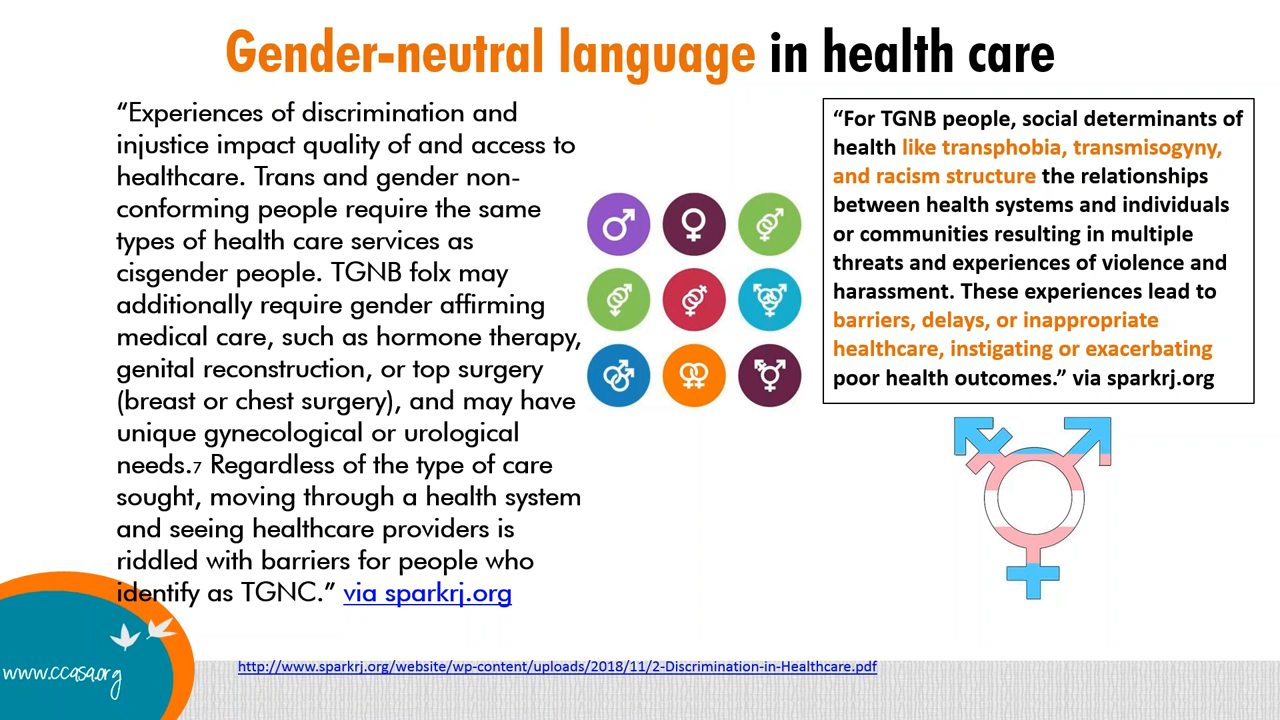 Gender-neutral language in health care
“Experiences of discrimination and
injustice impact quality of and access to
healthcare. Trans and gender non-
conforming people require the same
types of health care services as
cisgender people. TGNB folx may
additionally require gender affirming
medical care, such as hormone therapy,
genital reconstruction, or top surgery
(breast or chest surgery), and may have
unique gynecological or urological
needs.7 Regardless of the type of care
sought, moving through a health system
and seeing healthcare providers is
riddled with barriers for people who
identify as TGNC.” via sparkrj.org
“For TGNB people, social determinants of
health like transphobia, transmisogyny,
and racism structure the relationships
between health systems and individuals
or communities resulting in multiple
threats and experiences of violence and
harassment. These experiences lead to
barriers, delays, or inappropriate
healthcare, instigating or exacerbating
poor health outcomes.” via sparkrj.org
www.ccasa.org
http://www.sparkrj.org/website/wp-content/uploads/2018/11/2-Discrimination-in-Healthcare.pdf